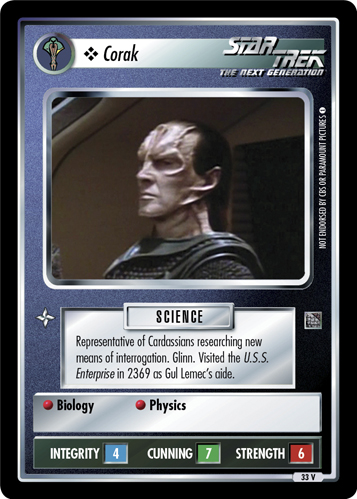 ❖ Corak
STAR TREK
THE NEXT GENERATION
NOT ENDORSED BY CBS OR PARAMOUNT PICTURES
SCIENCE
Representative of Cardassians researching new
means of interrogation. Glinn. Visited the U.S.S.
Enterprise in 2369 as Gul Lemec's aide.
Biology Physics
INTEGRITY 4 CUNNING 7 STRENGTH 6
33 V